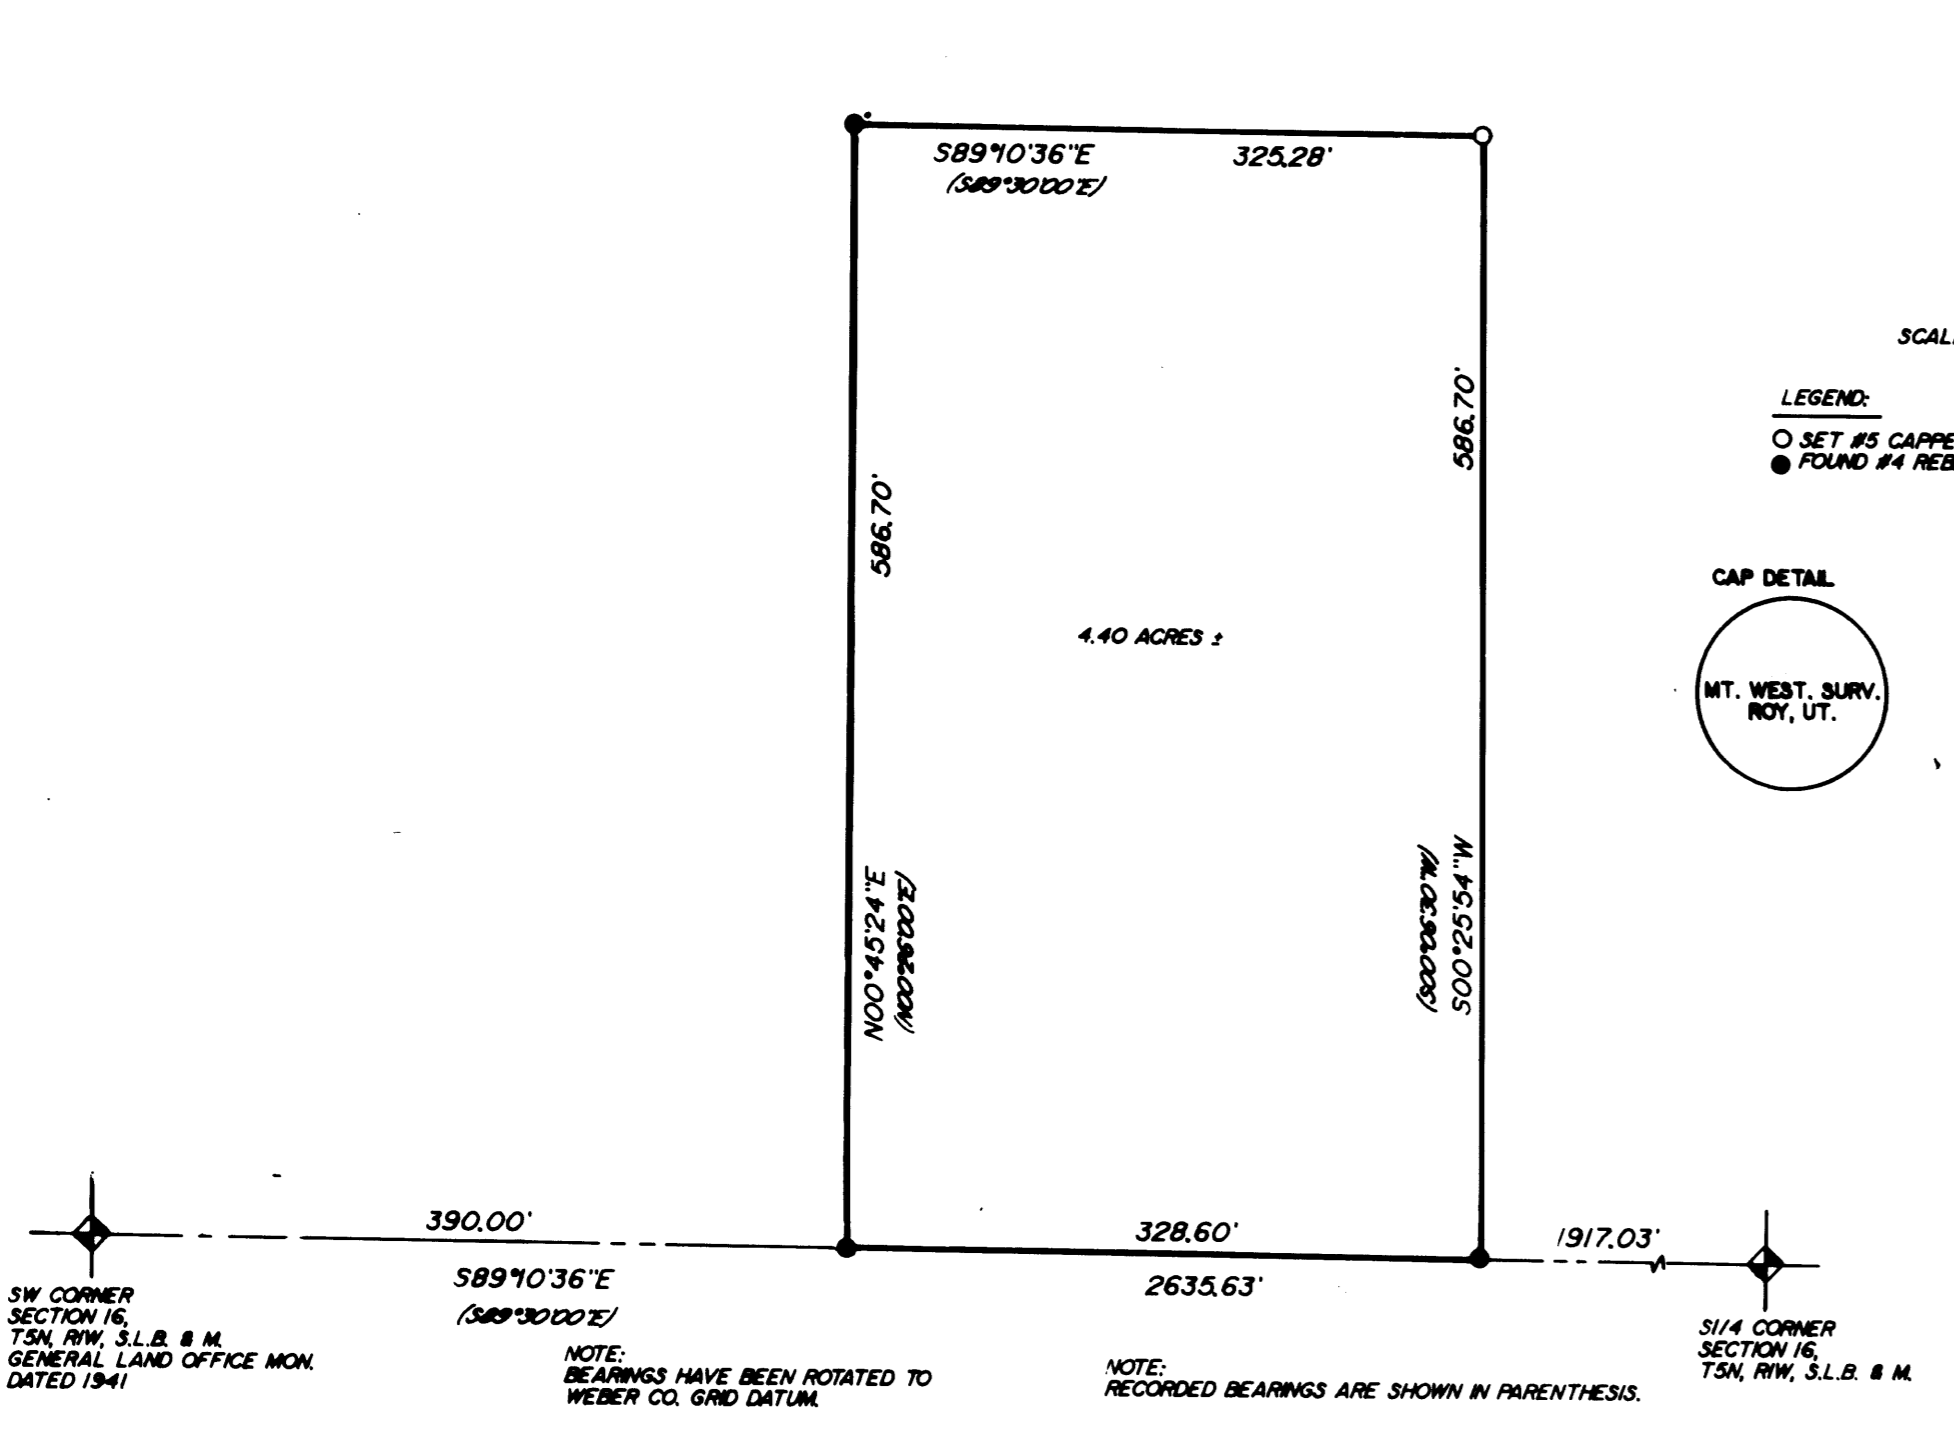 S89°10'36"E
325.28'
(S89°30'00"E)
586.70'
586.70'
SCAL
LEGEND:
SET #5 CAPPE
FOUND #4 REB
CAP DETAIL
MT. WEST. SURV.
ROY, UT.
4.40 ACRES ±
N00°45'24"E
(N00°26'00"E)
(S00°06'30"W)
S00°25'54"W
390.00'
328.60'
1917.03'
S89°10'36"E
2635.63'
(S89°30'00"E)
SW CORNER
SECTION 16,
T5N, R1W, S.L.B. & M.
GENERAL LAND OFFICE MON.
DATED 1941
NOTE:
BEARINGS HAVE BEEN ROTATED TO
WEBER CO. GRID DATUM.
NOTE:
RECORDED BEARINGS ARE SHOWN IN PARENTHESIS.
S1/4 CORNER
SECTION 16,
T5N, R1W, S.L.B. & M.